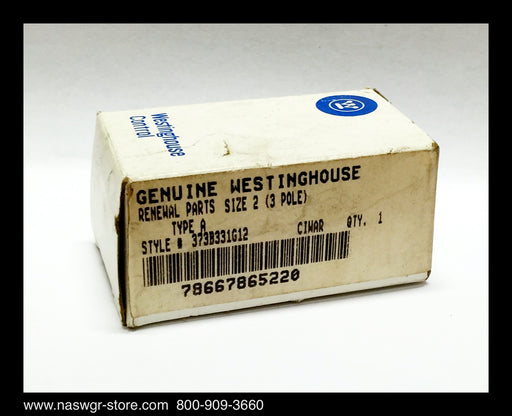 Westinghouse
Control
W
GENUINE WESTINGHOUSE
RENEWAL PARTS SIZE 2 (3 POLE)
TYPE A
STYLE # 373B331G12 CIWAR QTY. 1
78667865220
www.naswgr-store.com 800-909-3660